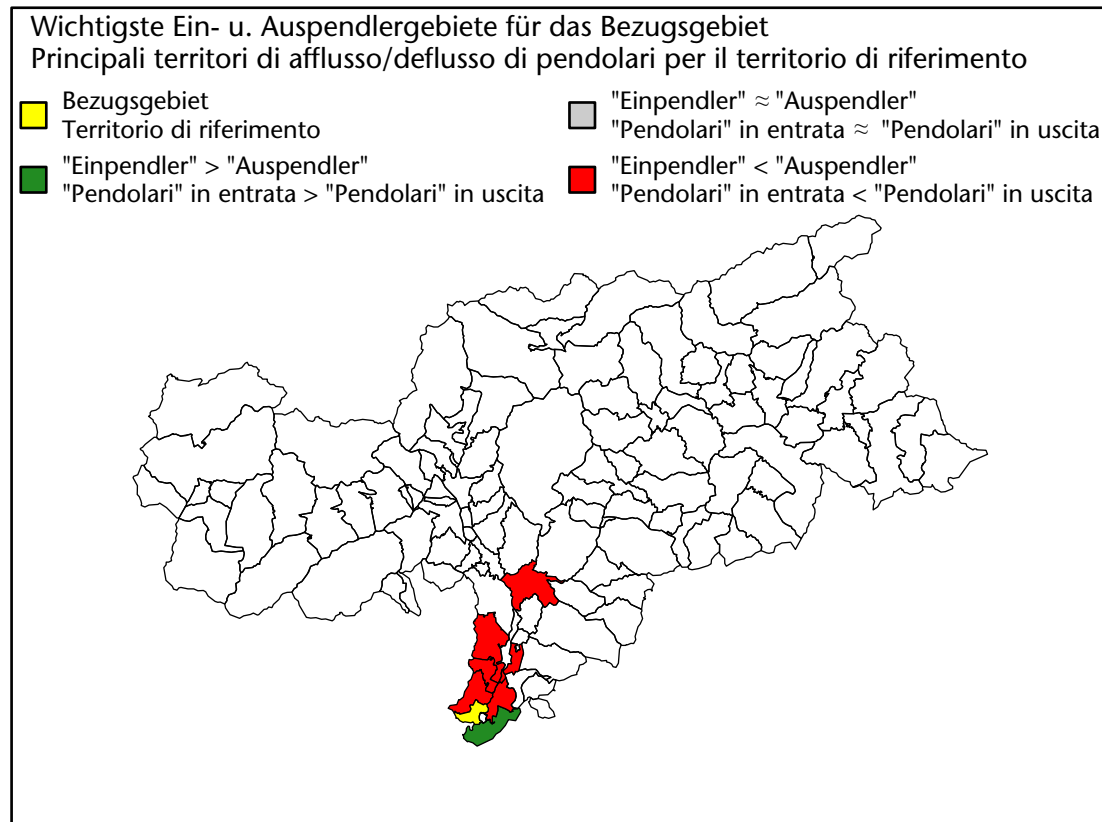 Wichtigste Ein- u. Auspendlergebiete für das Bezugsgebiet
Principali territori di afflusso/deflusso di pendolari per il territorio di riferimento
Bezugsgebiet
Territorio di riferimento
"Einpendler" > "Auspendler"
"Pendolari" in entrata > "Pendolari" in uscita
"Einpendler" ≈ "Auspendler"
"Pendolari" in entrata ≈ "Pendolari" in uscita
"Einpendler" < "Auspendler"
"Pendolari" in entrata < "Pendolari" in uscita